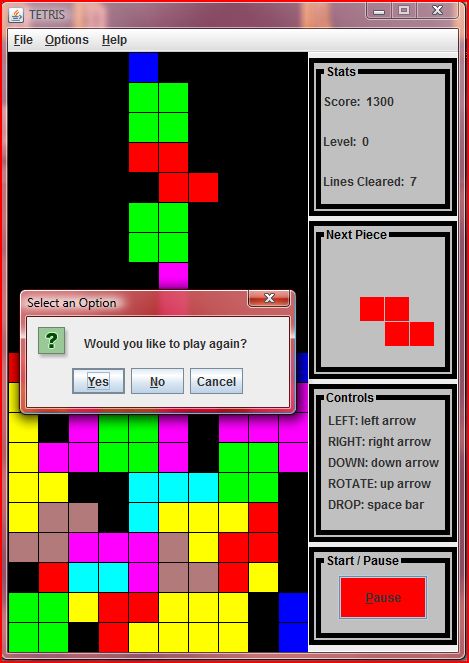 TETRIS
File Options Help
Stats
Score: 1300
Level: 0
Lines Cleared: 7
Next Piece
Select an Option
?
Would you like to play again?
Yes No Cancel
Controls
LEFT: left arrow
RIGHT: right arrow
DOWN: down arrow
ROTATE: up arrow
DROP: space bar
Start / Pause
Pause